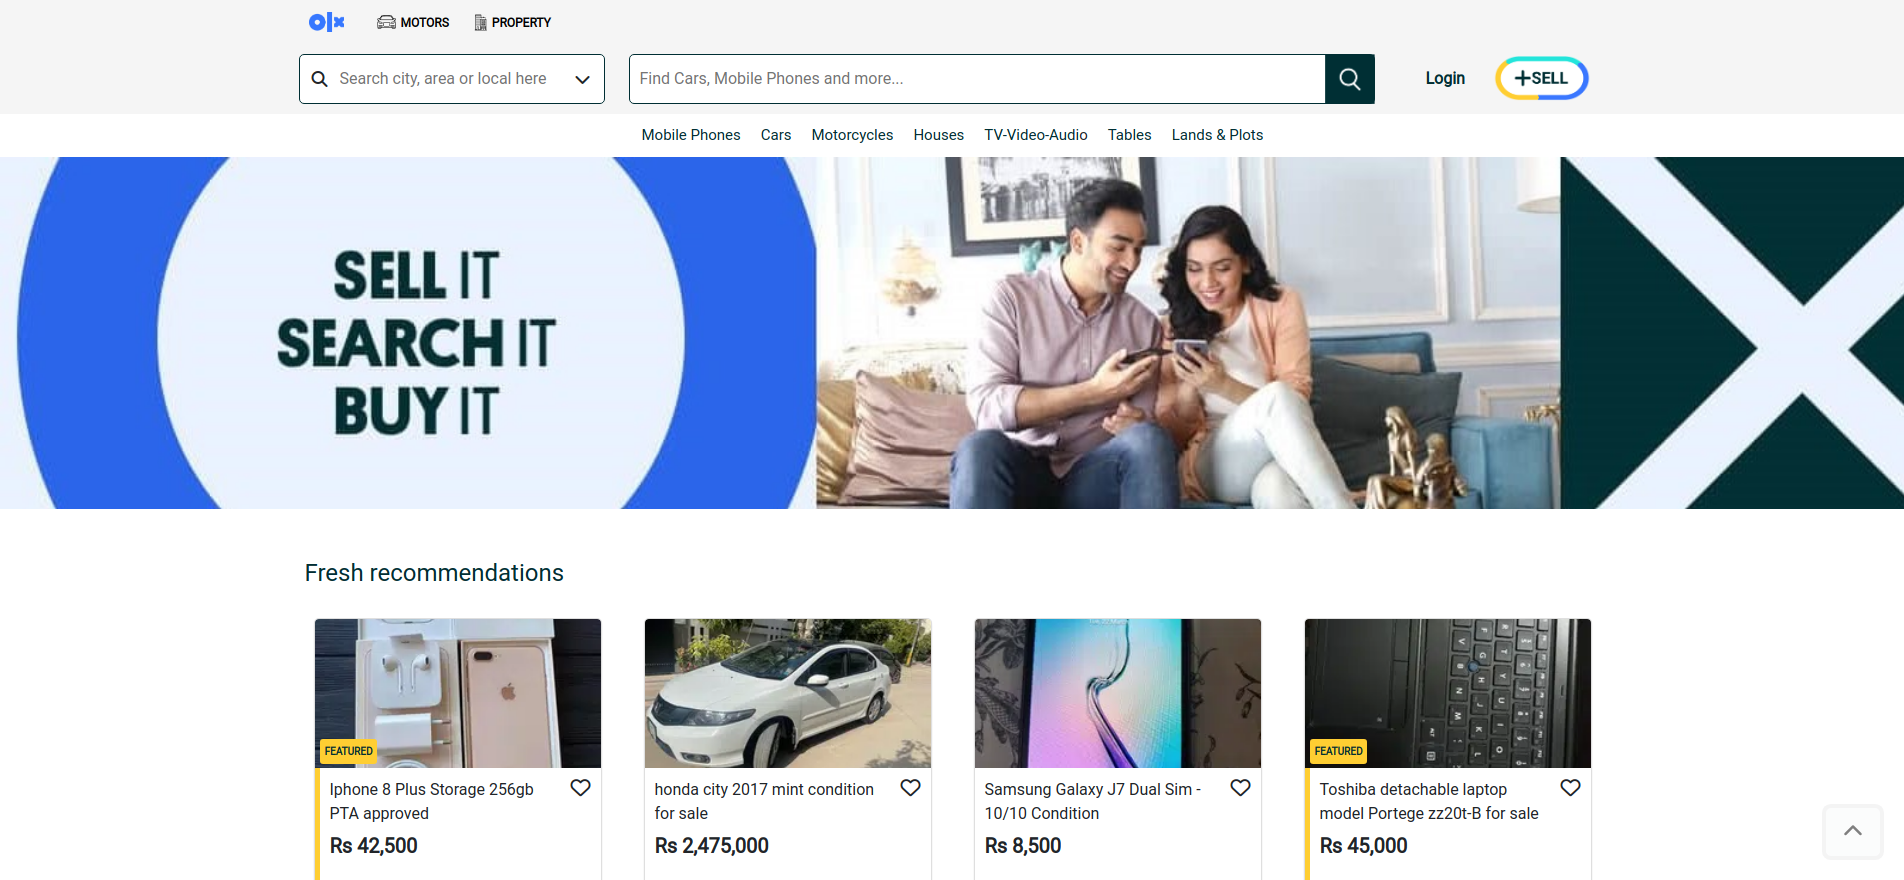 olx MOTORS PROPERTY
Search city, area or local here
Find Cars, Mobile Phones and more...
Login
+SELL
Mobile Phones Cars Motorcycles Houses TV-Video-Audio Tables Lands & Plots
SELL IT
SEARCH IT
BUY IT
Fresh recommendations
FEATURED
Iphone 8 Plus Storage 256gb
PTA approved
Rs 42,500
honda city 2017 mint condition
for sale
Rs 2,475,000
Samsung Galaxy J7 Dual Sim -
10/10 Condition
Rs 8,500
FEATURED
Toshiba detachable laptop
model Portege zz20t-B for sale
Rs 45,000